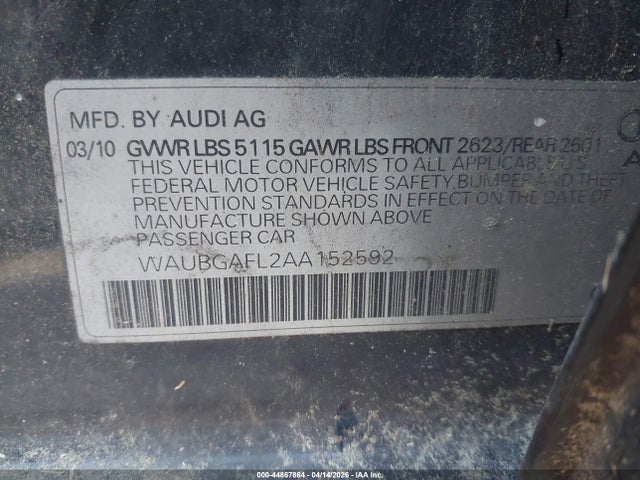 MFD. BY AUDI AG
03/10 GVWR LBS 5115 GAWR LBS FRONT 2623/REAR 2601
THIS VEHICLE CONFORMS TO ALL APPLICABLE U.S.
FEDERAL MOTOR VEHICLE SAFETY, BUMPER AND THEFT
PREVENTION STANDARDS IN EFFECT ON THE DATE OF
MANUFACTURE SHOWN ABOVE
PASSENGER CAR
WAUBGAFL2AA152592
000-44867864 - 04/14/2026 - IAA Inc.